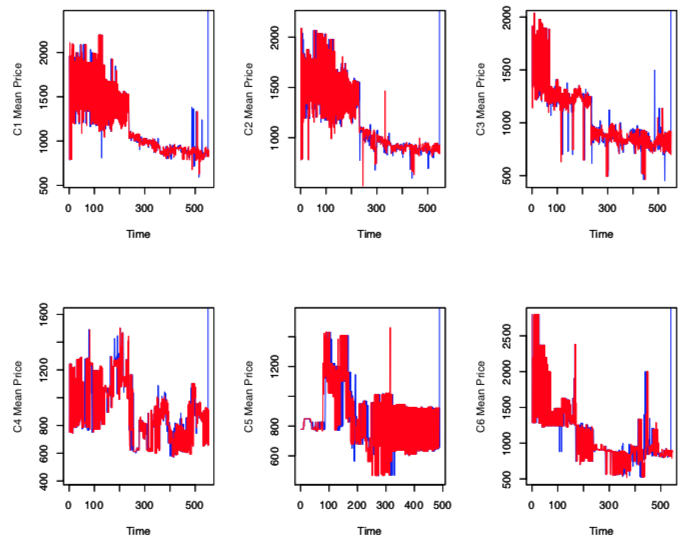 C1 Mean Price
500 1000 1500 2000
0 100 300 500
Time
C2 Mean Price
1000 1500 2000
0 100 300 500
Time
C3 Mean Price
500 1000 1500 2000
0 100 300 500
Time
C4 Mean Price
400 600 800 1000 1200 1600
0 100 300 500
Time
C5 Mean Price
600 800 1200
0 100 200 300 400 500
Time
C6 Mean Price
500 1000 1500 2000 2500
0 100 300 500
Time